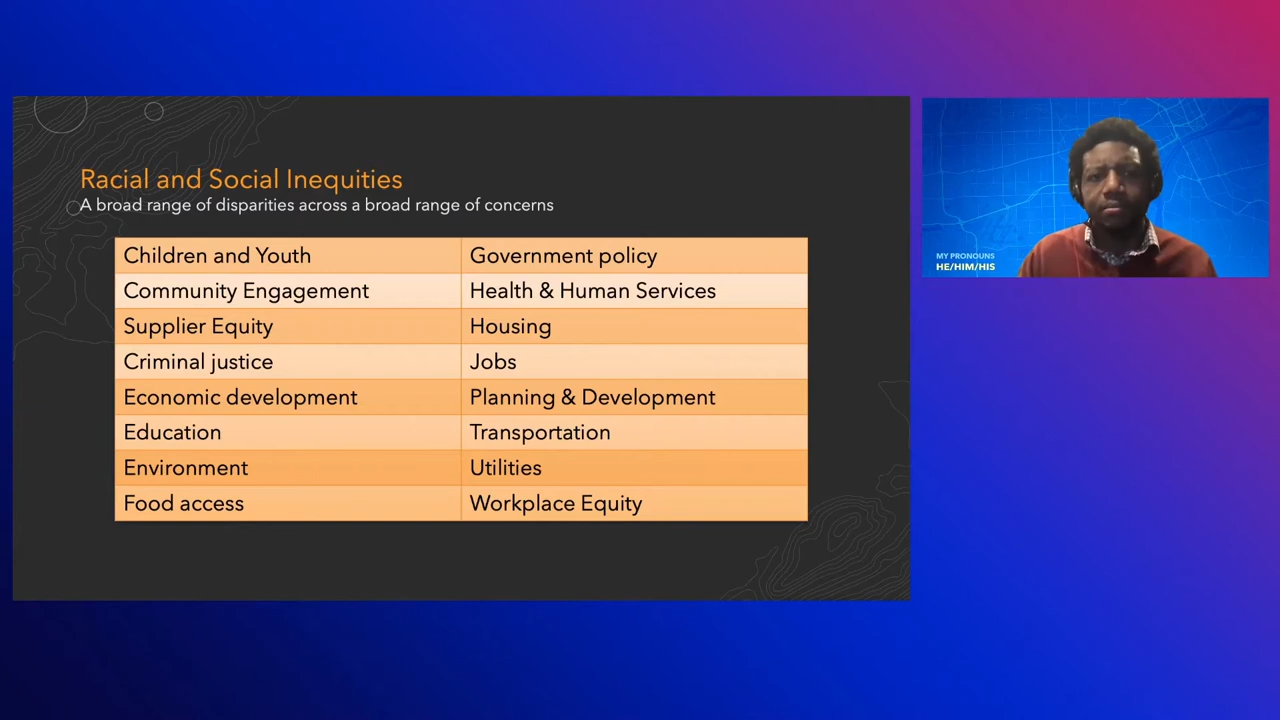 Racial and Social Inequities
A broad range of disparities across a broad range of concerns
Children and Youth Government policy
Community Engagement Health & Human Services
Supplier Equity Housing
Criminal justice Jobs
Economic development Planning & Development
Education Transportation
Environment Utilities
Food access Workplace Equity
MY PRONOUNS
HE/HIM/HIS